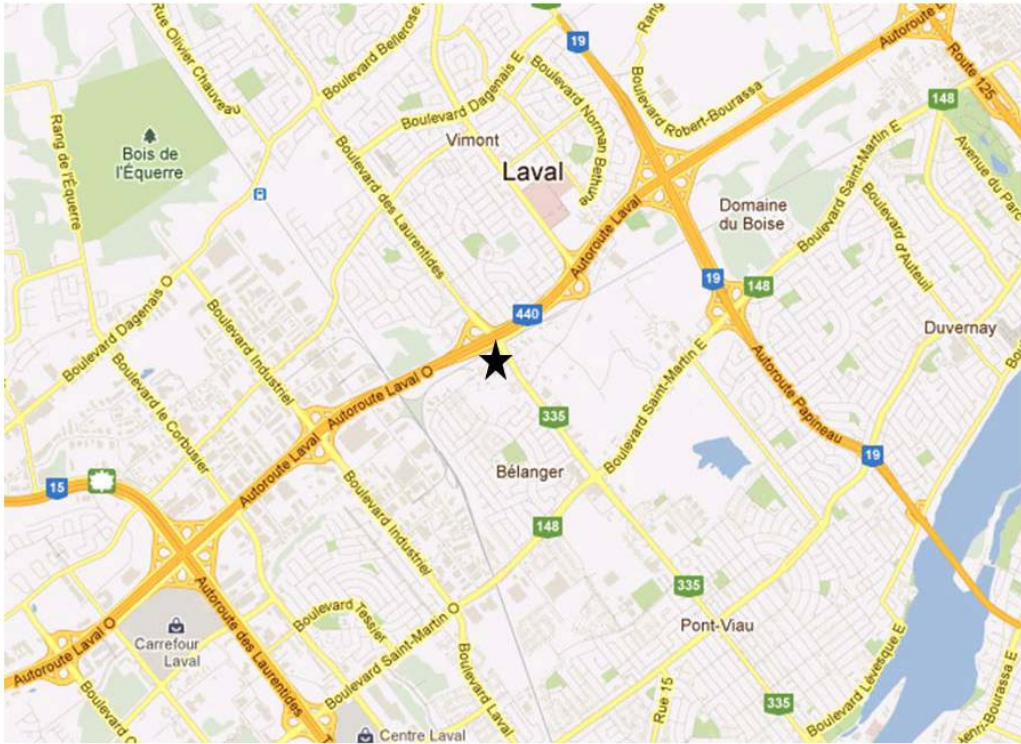 Rue Olivier Chauveau
Boulevard Bellerose
Boulevard Dagenais E
19
Autoroute
Route 125
148
Boulevard Norman Bethune
Boulevard Robert-Bourassa
Rang de l'Équerre
Bois de
l'Équerre
Vimont
Laval
Boulevard des Laurentides
Autoroute Laval
Boulevard Saint-Martin E
Domaine
du Boise
Boulevard d'Auteuil
Boulevard Dagenais O
Boulevard Industriel
440
19
148
Duvernay
Autoroute Laval O
Boulevard le Corbusier
Autoroute Laval
335
Boulevard Saint-Martin E
Autoroute Papineau
19
15
Bélanger
Autoroute Laval
Boulevard Industriel
148
335
Pont-Viau
Boulevard Tessier
Boulevard Saint-Martin O
Autoroute des Laurentides
Carrefour
Laval
Autoroute Laval O
Boulevard Laval
Rue 15
335
Boulevard Lévesque E
Centre Laval